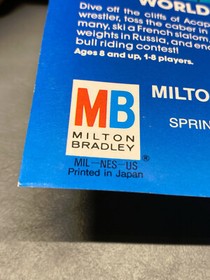 WORLD
Dive off the cliffs of Acap
wrestler, toss the caber in
many, ski a French slalom,
weights in Russia, and end
bull riding contest!
Ages 8 and up, 1-8 players.
MB
MILTON
BRADLEY
®
MIL-NES-US
Printed in Japan
MILTO
SPRIN